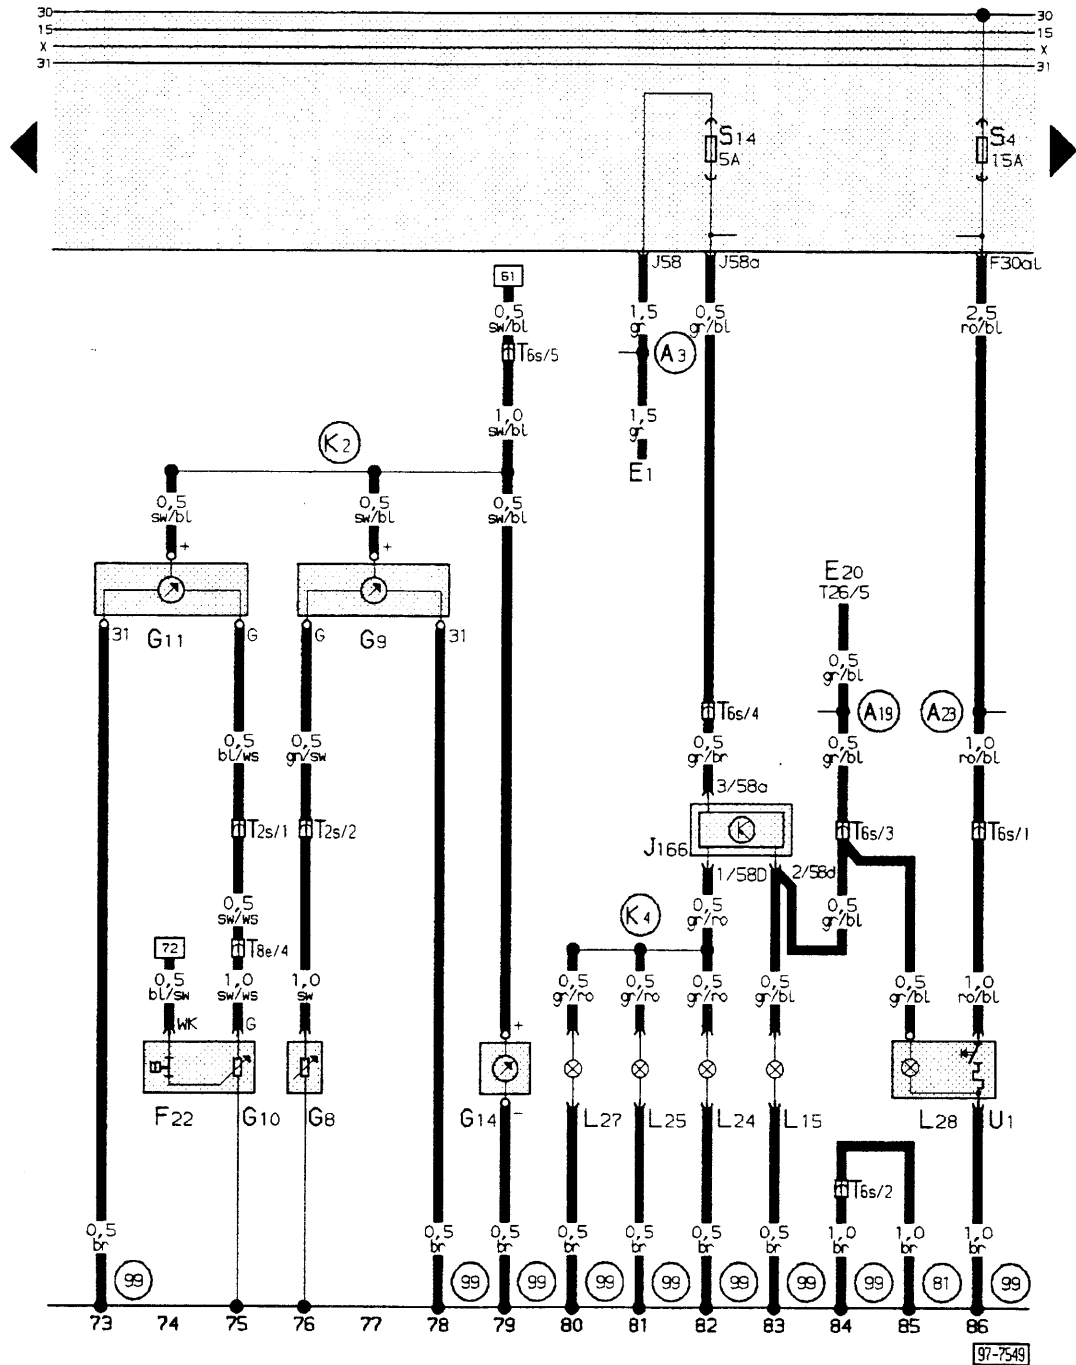 30 30
15 15
X X
31 31
S14
5A
S4
15A
J58
J58a
F30al
61
0,5
sw/bl
1,5
gr
0,5
gr/bl
2,5
ro/bl
T6s/5
A3
1,0
sw/bl
1,5
gr
E1
K2
0,5
sw/bl
0,5
sw/bl
0,5
sw/bl
+
+
E20
T26/5
31
G11
G
G
G9
31
0,5
gr/bl
T6s/4
A19
A23
0,5
bl/ws
0,5
gn/sw
0,5
gr/br
0,5
gr/bl
1,0
ro/bl
3/58a
T2s/1
T2s/2
K
T6s/3
T6s/1
J166
1/58D
2/58d
0,5
sw/ws
K4
0,5
gr/ro
0,5
gr/bl
72
T8e/4
0,5
bl/sw
1,0
sw/ws
1,0
sw
0,5
gr/ro
0,5
gr/ro
0,5
gr/ro
0,5
gr/bl
0,5
gr/bl
1,0
ro/bl
WK
G
+
F22
G10
G8
G14
-
L27
L25
L24
L15
L28
U1
T6s/2
0,5
br
0,5
br
0,5
br
0,5
br
0,5
br
0,5
br
0,5
br
1,0
br
1,0
br
1,0
br
99 99 99 99 99 99 99 99 81 99
73 74 75 76 77 78 79 80 81 82 83 84 85 86
97-7549